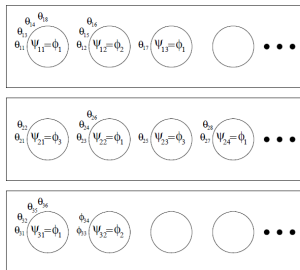 θ₁₄ θ₁₈ θ₁₆
θ₁₃ θ₁₅
θ₁₁ ψ₁₁=ϕ₁ θ₁₂ ψ₁₂=ϕ₂ θ₁₇ ψ₁₃=ϕ₁
θ₂₆ θ₂₈
θ₂₂ θ₂₄
θ₂₁ ψ₂₁=ϕ₃ θ₂₃ ψ₂₂=ϕ₁ θ₂₅ ψ₂₃=ϕ₃ θ₂₇ ψ₂₄=ϕ₁
θ₃₅ θ₃₆
θ₃₂ ϕ₃₄
θ₃₁ ψ₃₁=ϕ₁ ϕ₃₃ ψ₃₂=ϕ₂